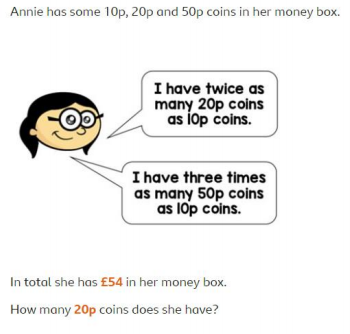 Annie has some 10p, 20p and 50p coins in her money box.
I have twice as
many 20p coins
as 10p coins.
I have three times
as many 50p coins
as 10p coins.
In total she has £54 in her money box.
How many 20p coins does she have?